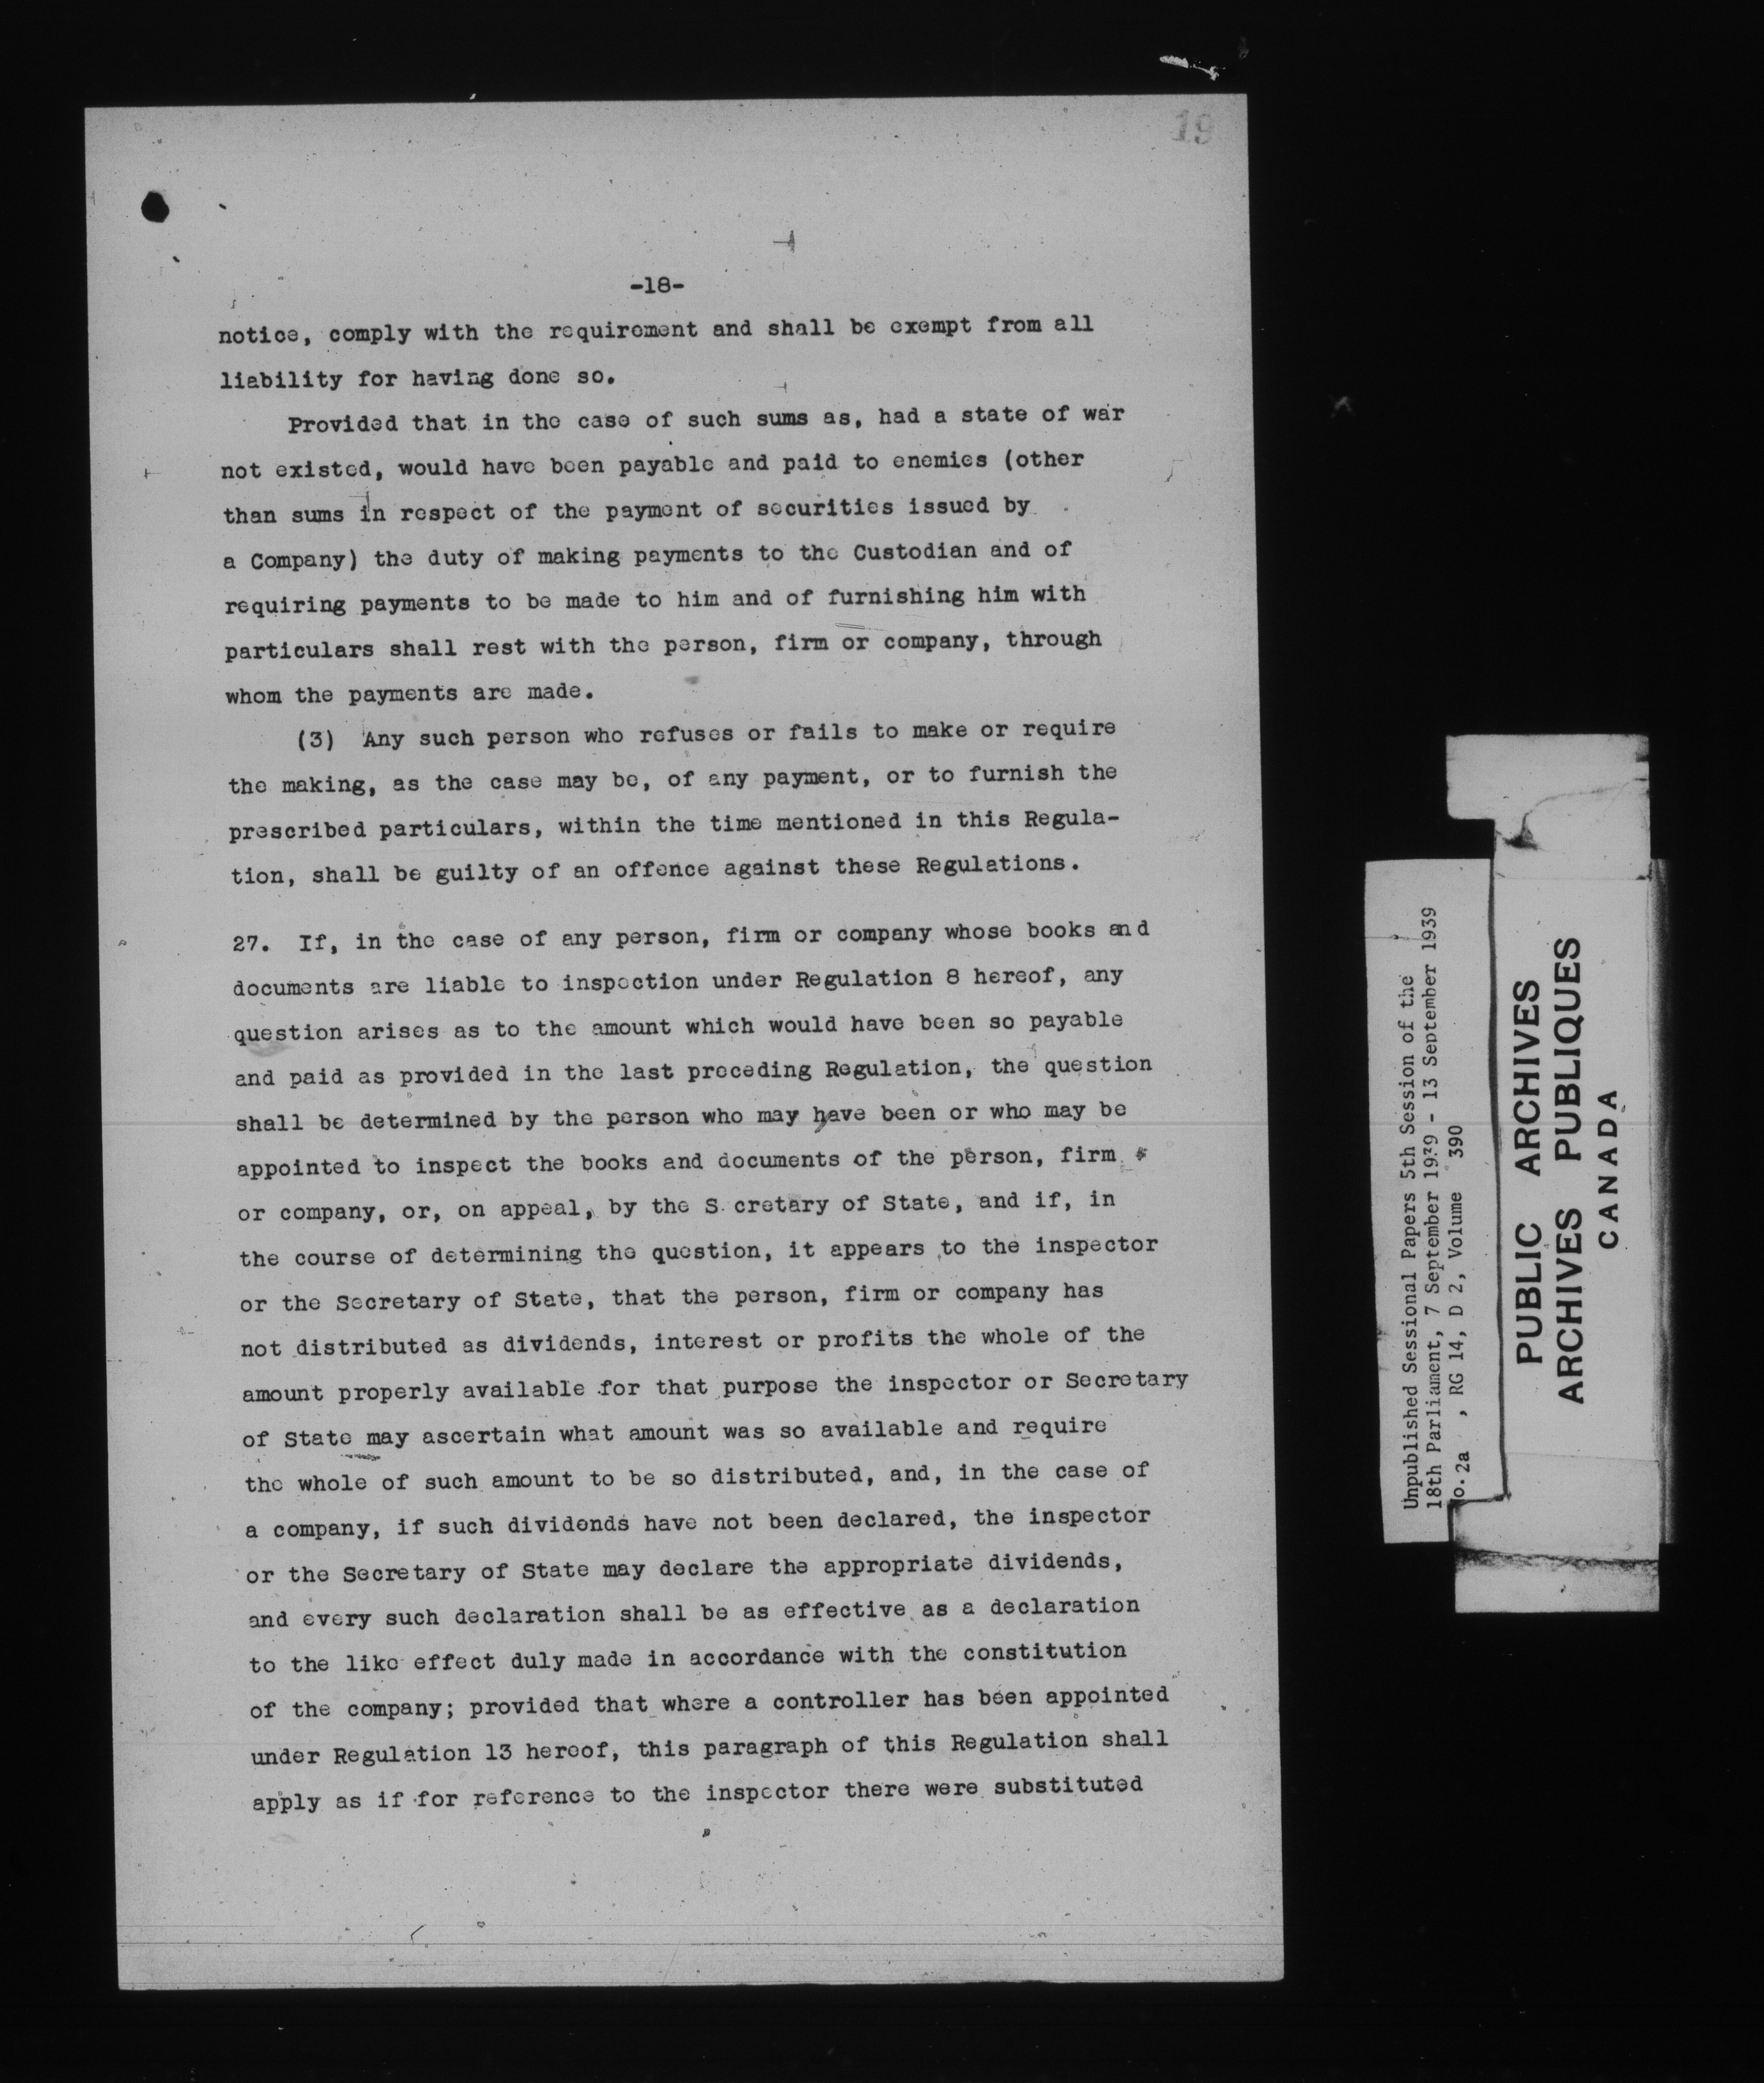 19
-18-
notice, comply with the requirement and shall be exempt from all
liability for having done so.
Provided that in the case of such sums as, had a state of war
not existed, would have been payable and paid to enemies (other
than sums in respect of the payment of securities issued by
a Company) the duty of making payments to the Custodian and of
requiring payments to be made to him and of furnishing him with
particulars shall rest with the person, firm or company, through
whom the payments are made.
(3) Any such person who refuses or fails to make or require
the making, as the case may be, of any payment, or to furnish the
prescribed particulars, within the time mentioned in this Regula-
tion, shall be guilty of an offence against these Regulations.
27. If, in the case of any person, firm or company whose books and
documents are liable to inspection under Regulation 8 hereof, any
question arises as to the amount which would have been so payable
and paid as provided in the last preceding Regulation, the question
shall be determined by the person who may have been or who may be
appointed to inspect the books and documents of the person, firm
or company, or, on appeal, by the S cretary of State, and if, in
the course of determining the question, it appears to the inspector
or the Secretary of State, that the person, firm or company has
not distributed as dividends, interest or profits the whole of the
amount properly available for that purpose the inspector or Secretary
of State may ascertain what amount was so available and require
the whole of such amount to be so distributed, and, in the case of
a company, if such dividends have not been declared, the inspector
or the Secretary of State may declare the appropriate dividends,
and every such declaration shall be as effective as a declaration
to the like effect duly made in accordance with the constitution
of the company; provided that where a controller has been appointed
under Regulation 13 hereof, this paragraph of this Regulation shall
apply as if for reference to the inspector there were substituted
Unpublished Sessional Papers 5th Session of the
18th Parliament, 7 September 1939 - 13 September 1939
o. 2a , RG 14, D 2, Volume 390
PUBLIC ARCHIVES
ARCHIVES PUBLIQUES
CANADA